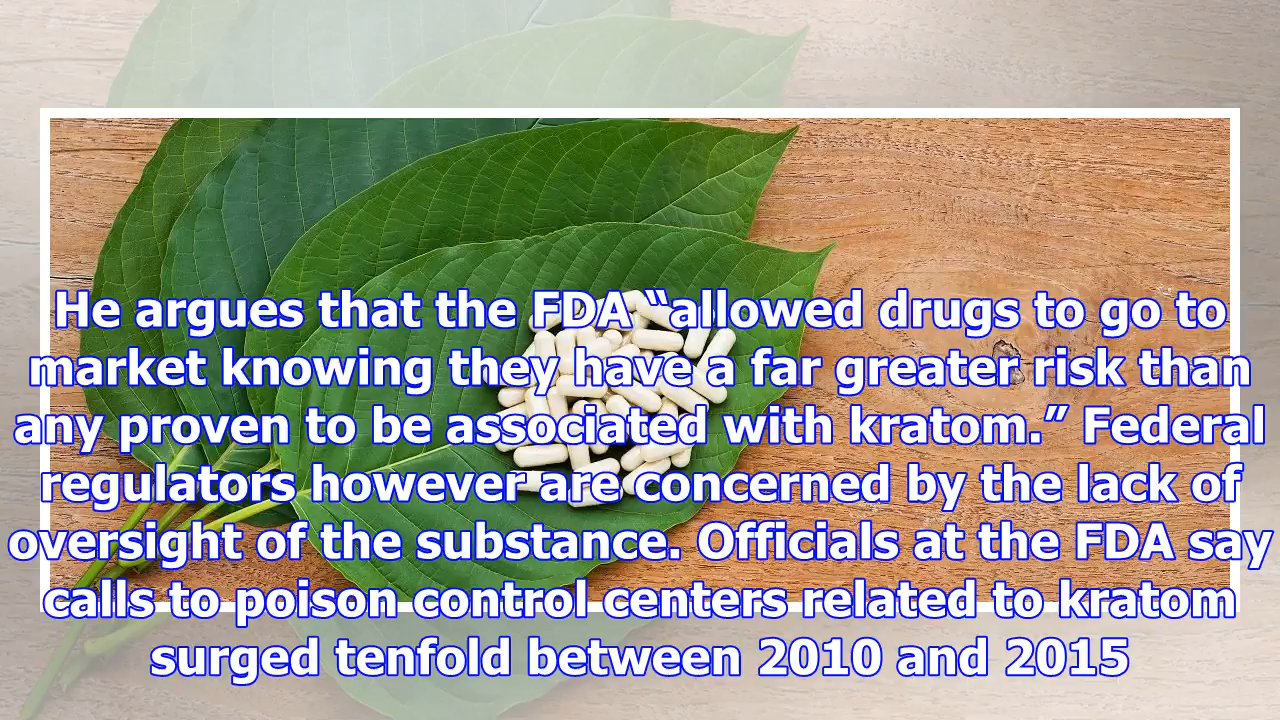 He argues that the FDA “allowed drugs to go to
market knowing they have a far greater risk than
any proven to be associated with kratom.” Federal
regulators however are concerned by the lack of
oversight of the substance. Officials at the FDA say
calls to poison control centers related to kratom
surged tenfold between 2010 and 2015